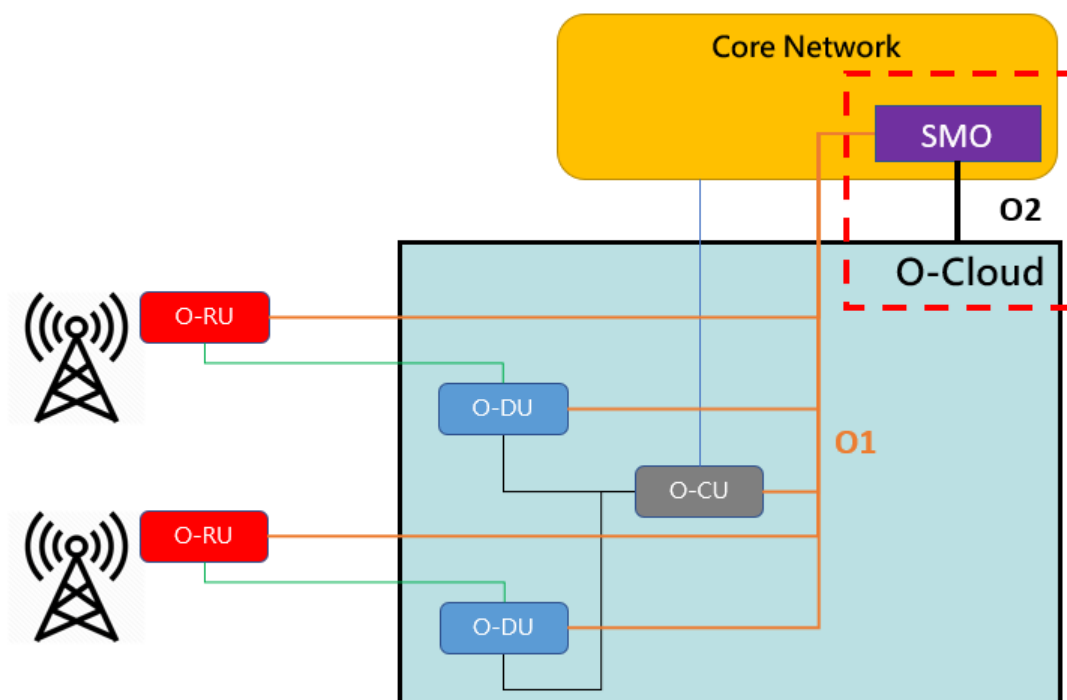 Core Network
SMO
O2
O-Cloud
O-RU
O-DU
O1
O-CU
O-RU
O-DU